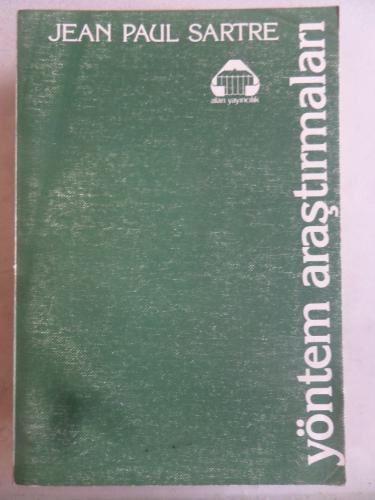 JEAN PAUL SARTRE
alan yayıncılık
yöntem araştırmaları